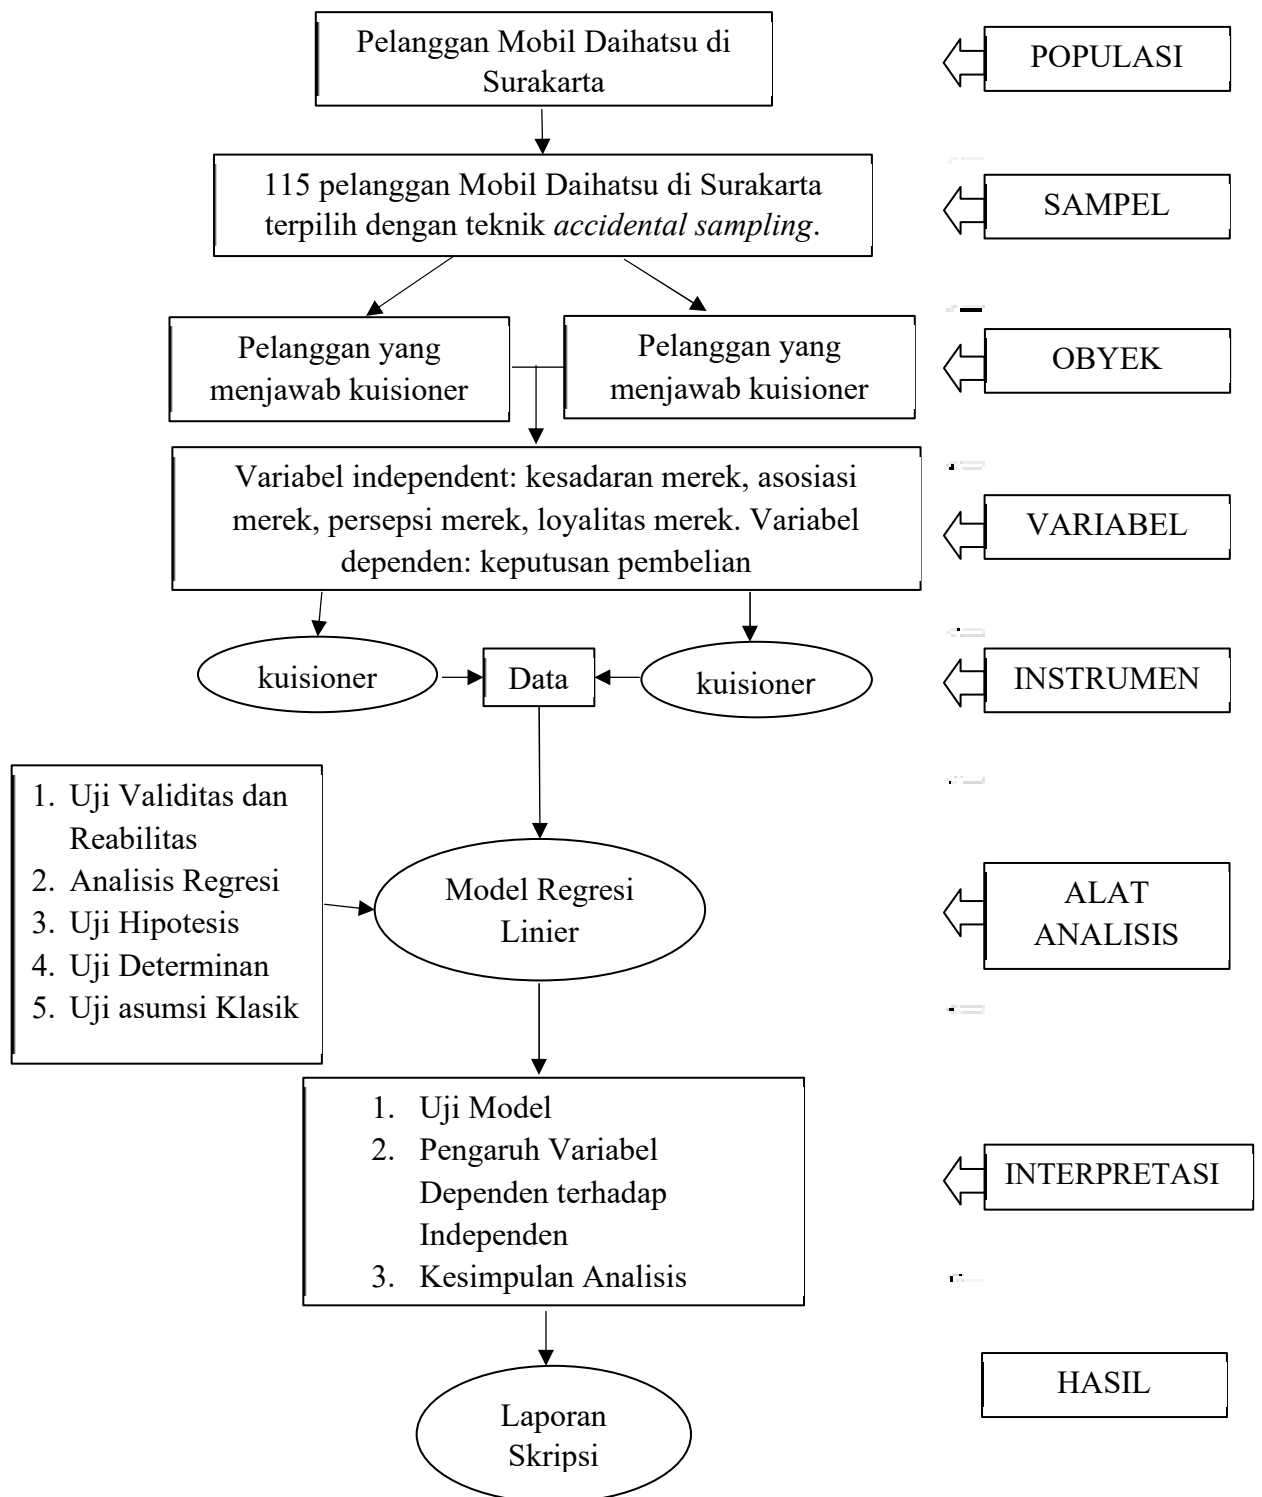 Pelanggan Mobil Daihatsu di
Surakarta
POPULASI
115 pelanggan Mobil Daihatsu di Surakarta
terpilih dengan teknik accidental sampling.
SAMPEL
Pelanggan yang
menjawab kuisioner
Pelanggan yang
menjawab kuisioner
OBYEK
Variabel independent: kesadaran merek, asosiasi
merek, persepsi merek, loyalitas merek. Variabel
dependen: keputusan pembelian
VARIABEL
kuisioner
Data
kuisioner
INSTRUMEN
1. Uji Validitas dan
Reabilitas
2. Analisis Regresi
3. Uji Hipotesis
4. Uji Determinan
5. Uji asumsi Klasik
Model Regresi
Linier
ALAT
ANALISIS
1. Uji Model
2. Pengaruh Variabel
Dependen terhadap
Independen
3. Kesimpulan Analisis
INTERPRETASI
Laporan
Skripsi
HASIL